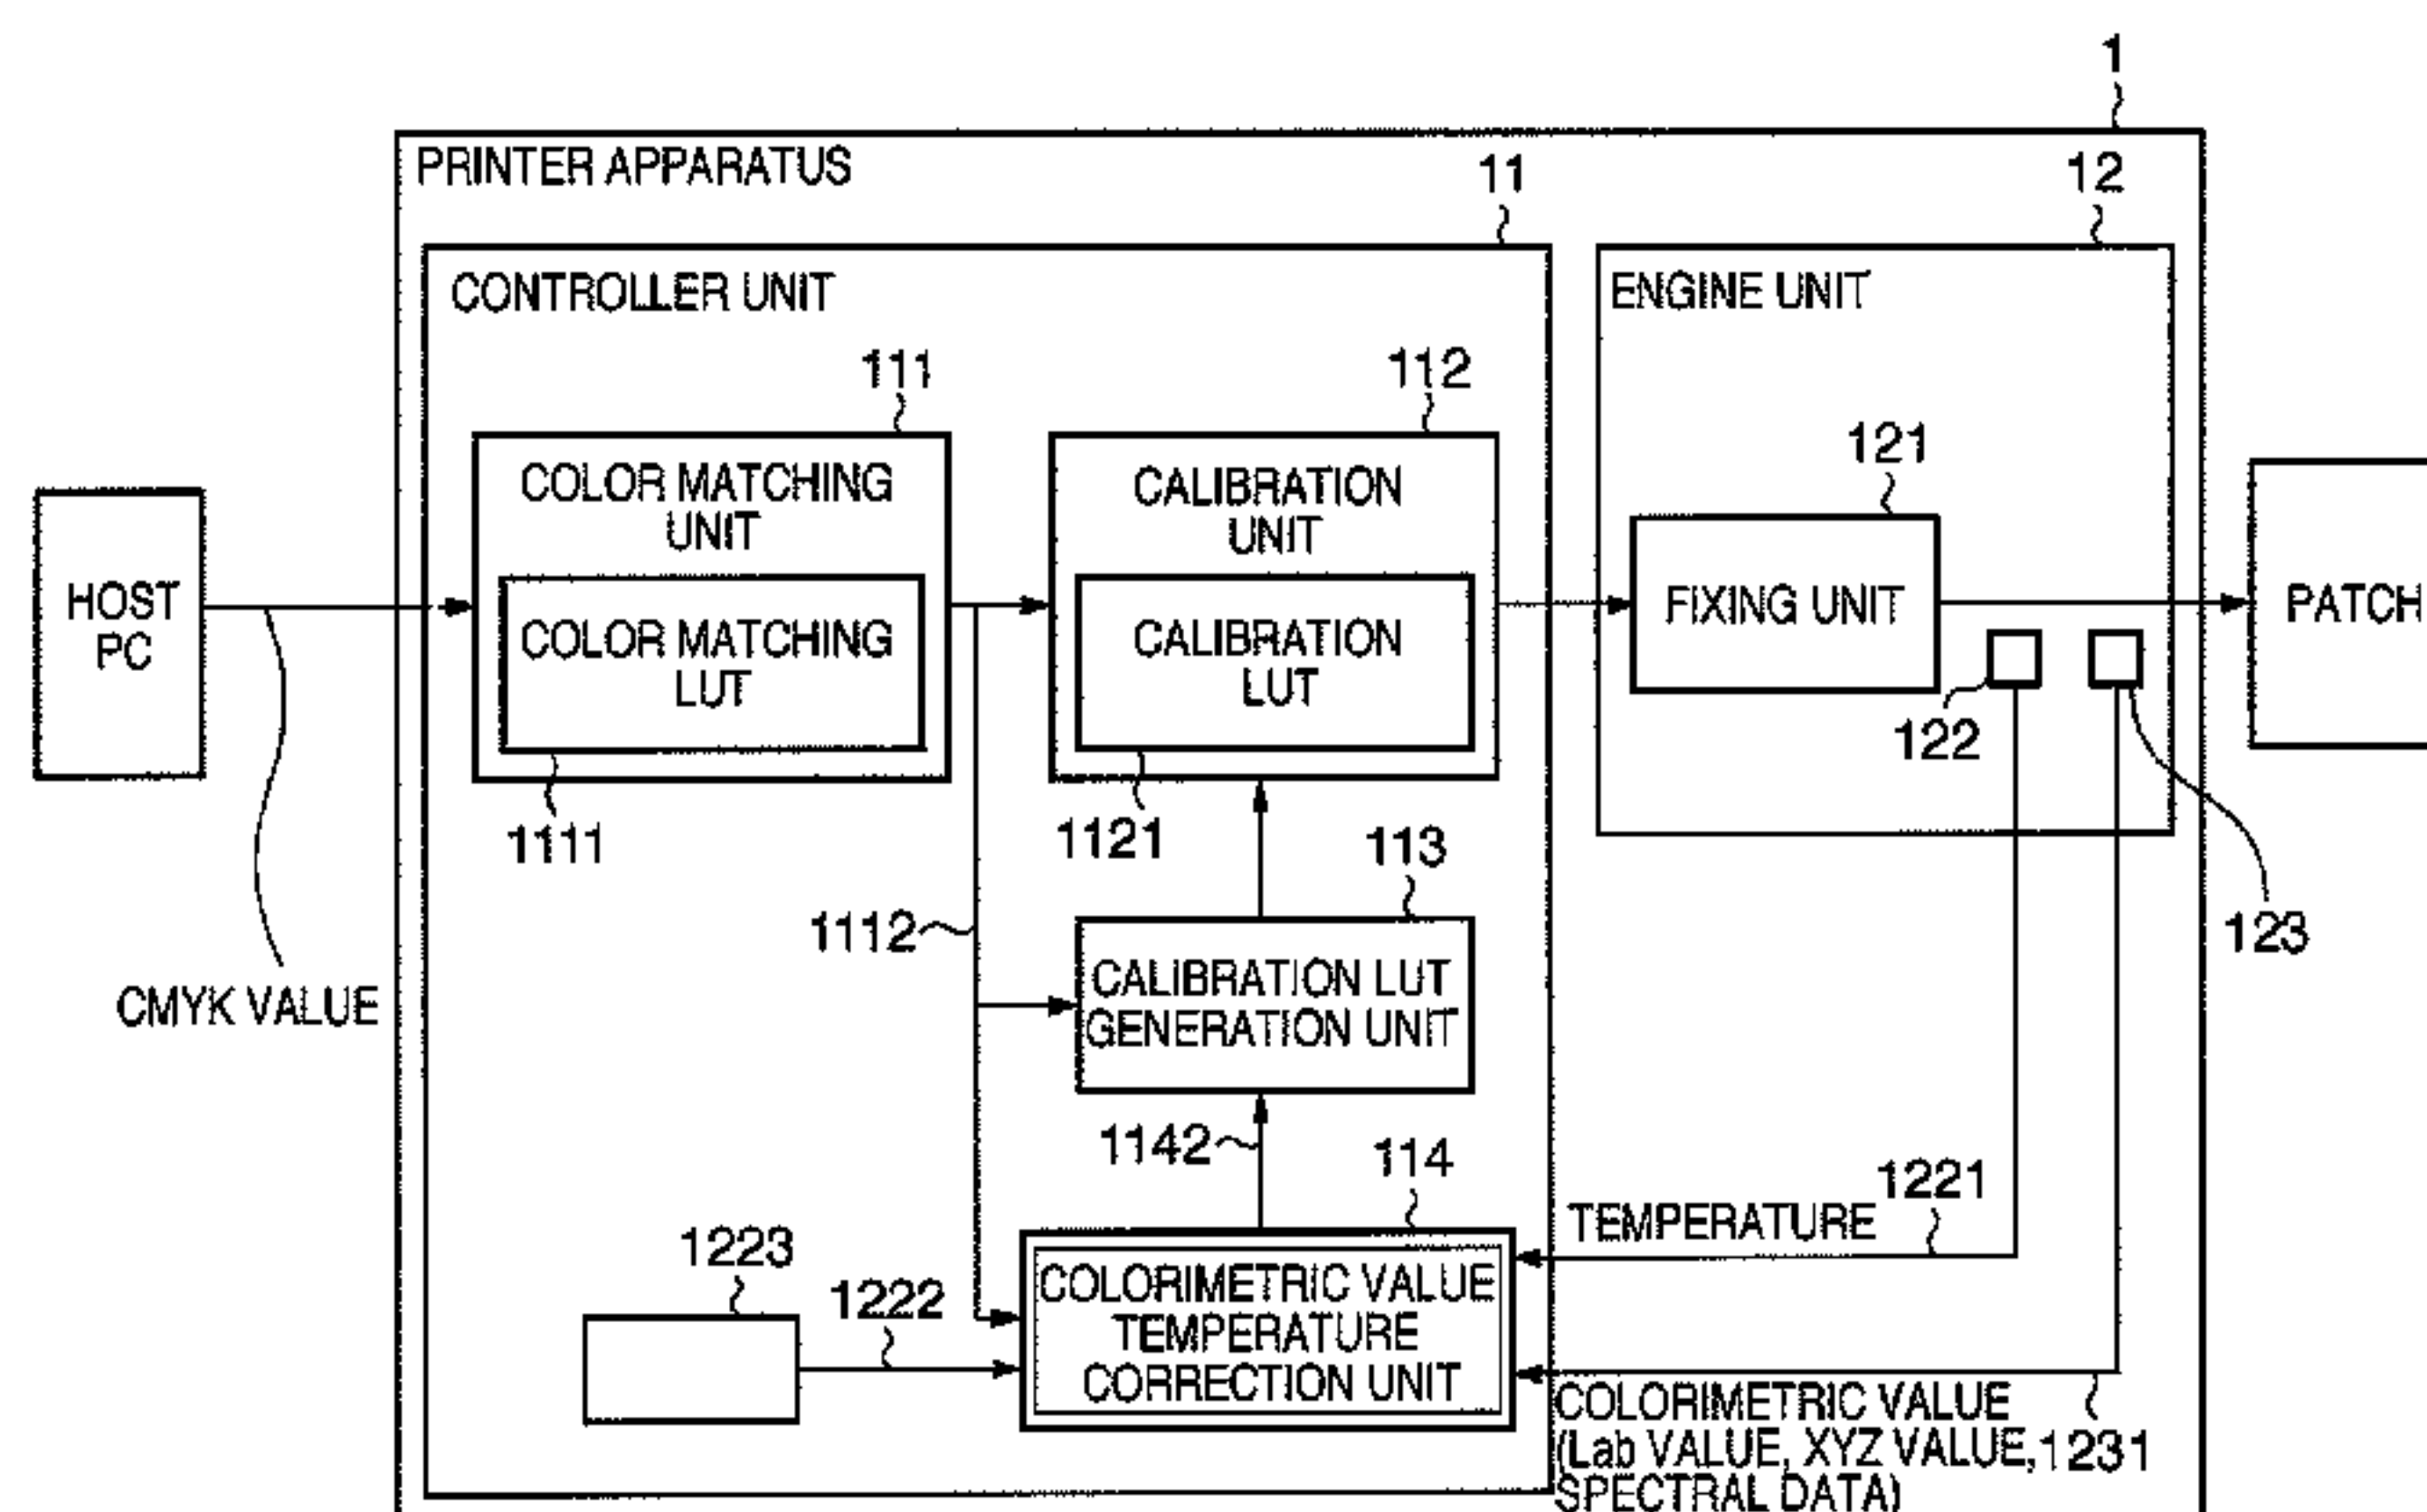 1
PRINTER APPARATUS
11
12
CONTROLLER UNIT
ENGINE UNIT
111
112
121
COLOR MATCHING
UNIT
CALIBRATION
UNIT
HOST
PC
COLOR MATCHING
LUT
CALIBRATION
LUT
FIXING UNIT
PATCH
122
1111
1121
113
123
1112
CMYK VALUE
CALIBRATION LUT
GENERATION UNIT
1142
114
1221
TEMPERATURE
1223
1222
COLORIMETRIC VALUE
TEMPERATURE
CORRECTION UNIT
COLORIMETRIC VALUE
(Lab VALUE, XYZ VALUE,
1231
SPECTRAL DATA)